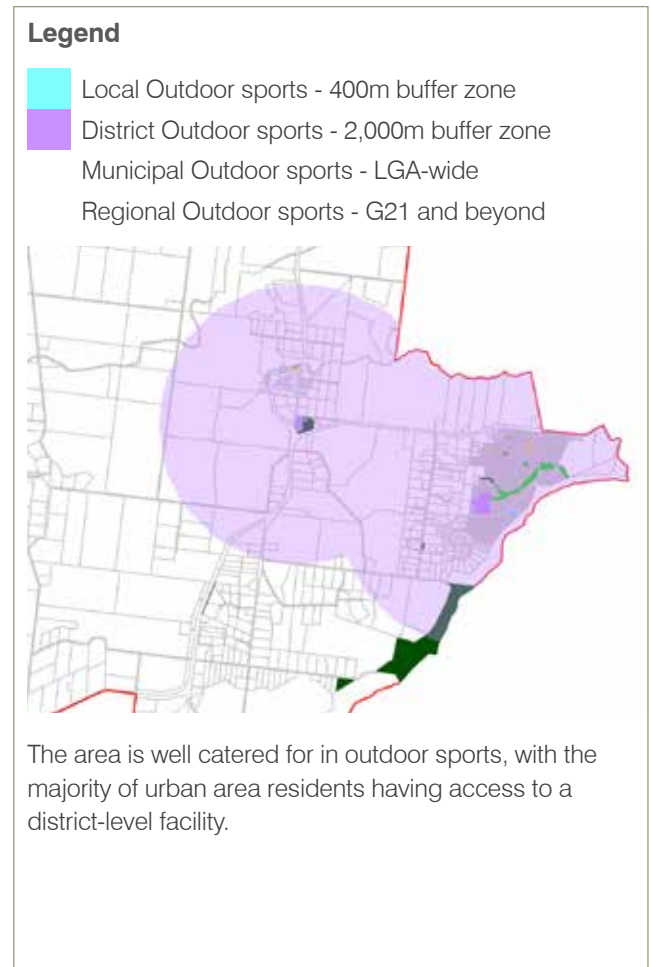 Legend
Local Outdoor sports - 400m buffer zone
District Outdoor sports - 2,000m buffer zone
Municipal Outdoor sports - LGA-wide
Regional Outdoor sports - G21 and beyond
The area is well catered for in outdoor sports, with the
majority of urban area residents having access to a
district-level facility.